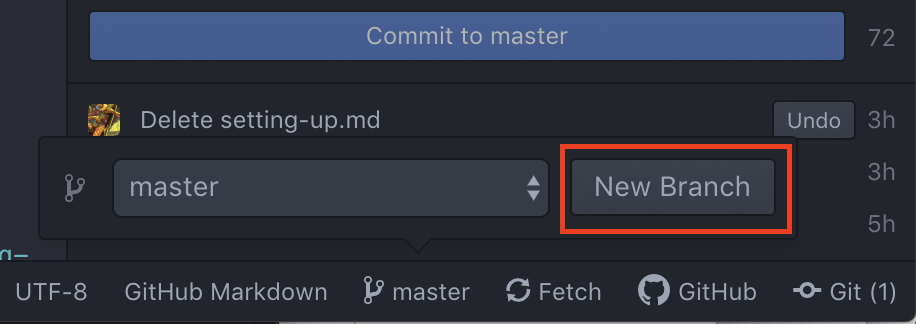 Commit to master
72
Delete setting-up.md
Undo
3h
master
New Branch
3h
5h
UTF-8
GitHub Markdown
master
Fetch
GitHub
Git (1)